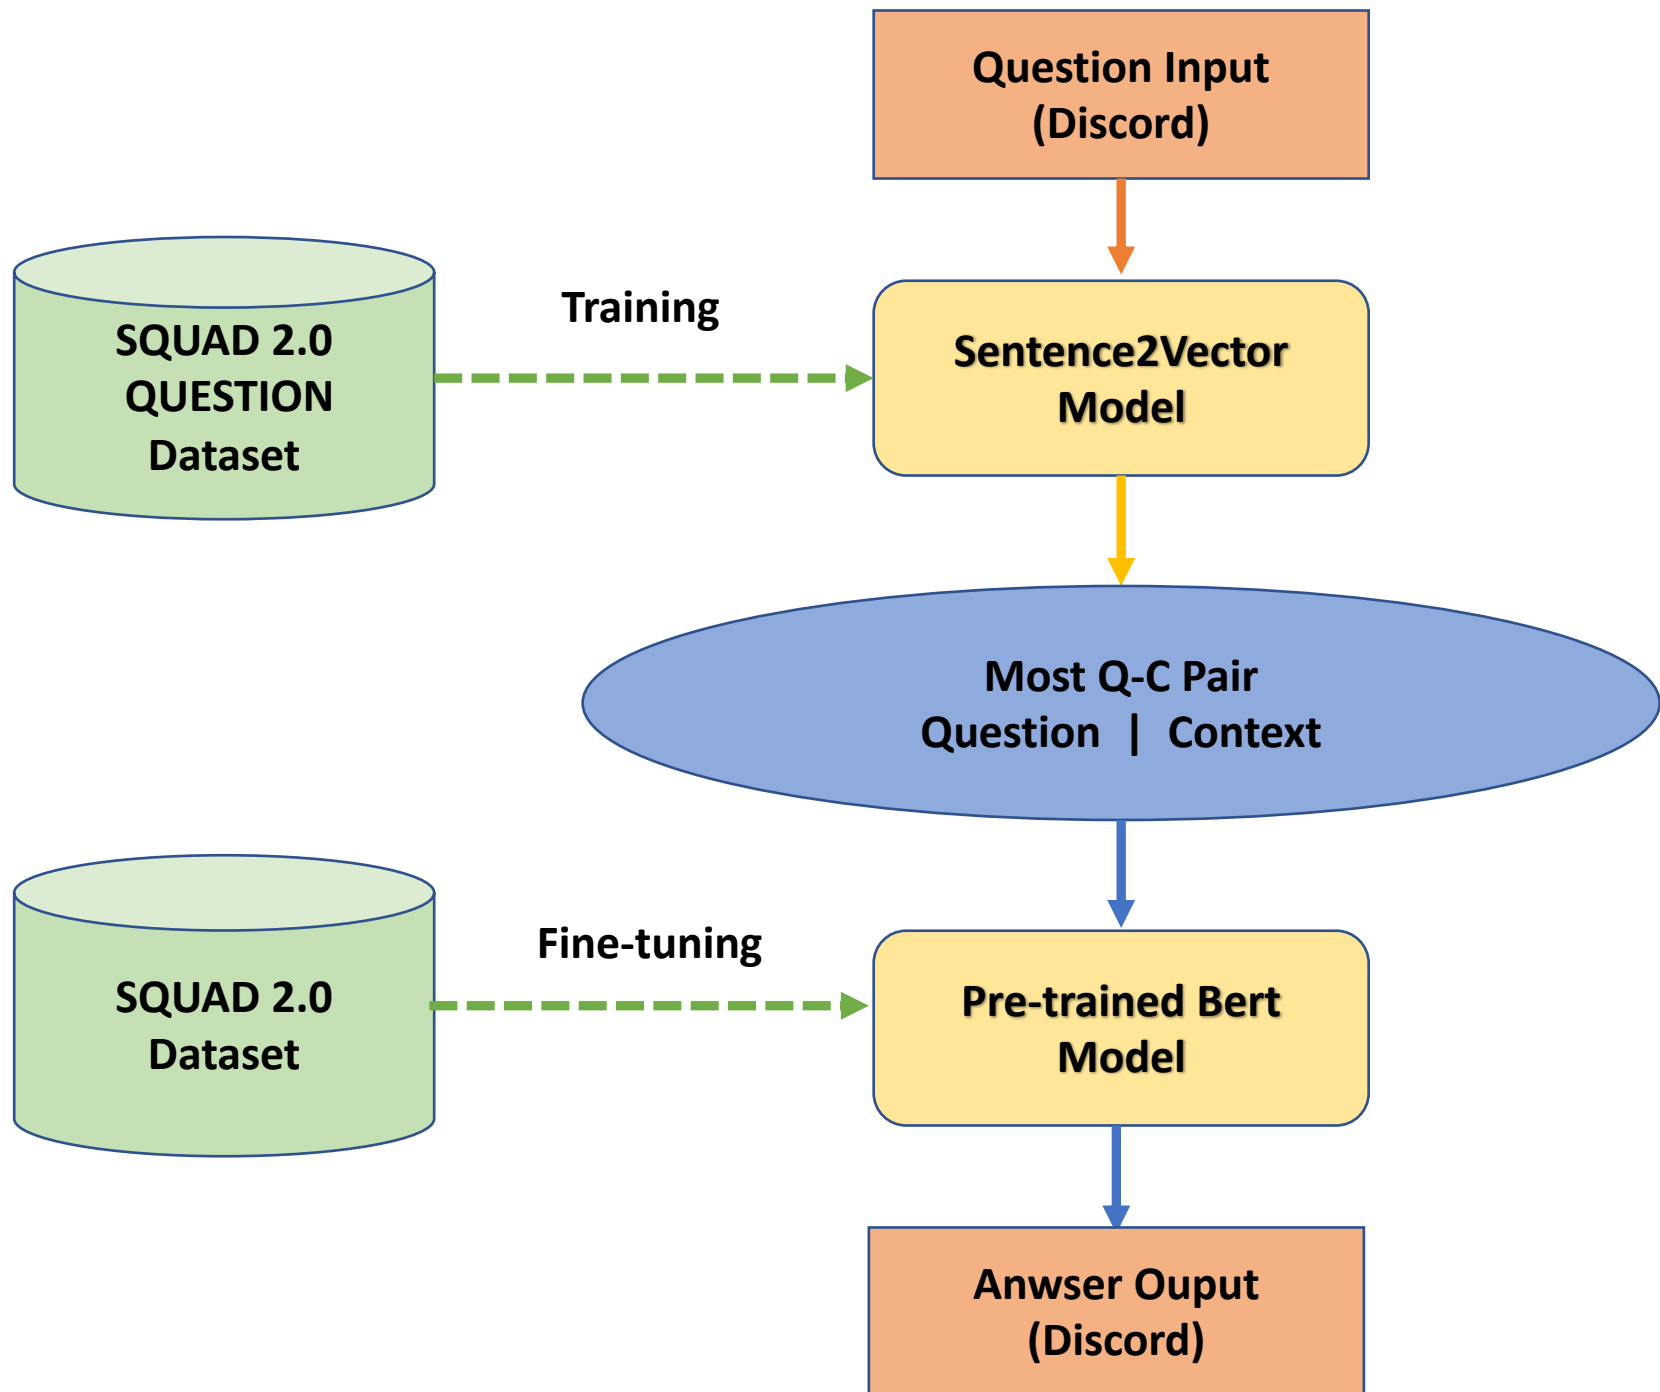 Question Input
(Discord)
Training
SQUAD 2.0
QUESTION
Dataset
Sentence2Vector
Model
Most Q-C Pair
Question | Context
Fine-tuning
SQUAD 2.0
Dataset
Pre-trained Bert
Model
Anwser Ouput
(Discord)